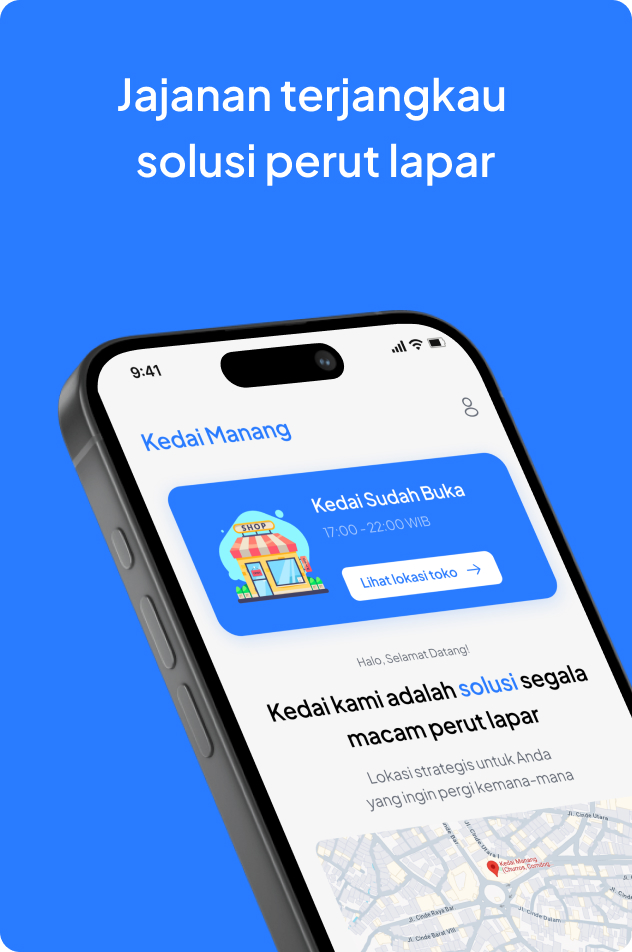 Jajanan terjangkau
solusi perut lapar
9:41
Kedai Manang
SHOP
Kedai Sudah Buka
17:00 - 22:00 WIB
Lihat lokasi toko
Halo, Selamat Datang!
Kedai kami adalah solusi segala
macam perut lapar
Lokasi strategis untuk Anda
yang ingin pergi kemana-mana
Jl. Cinde Utara
Jl. Cinde Utara I
Kedai Manang
Jl. Cinde Raya Bar.
Jl. Cinde Dalam
Jl. Cinde Barat VIII